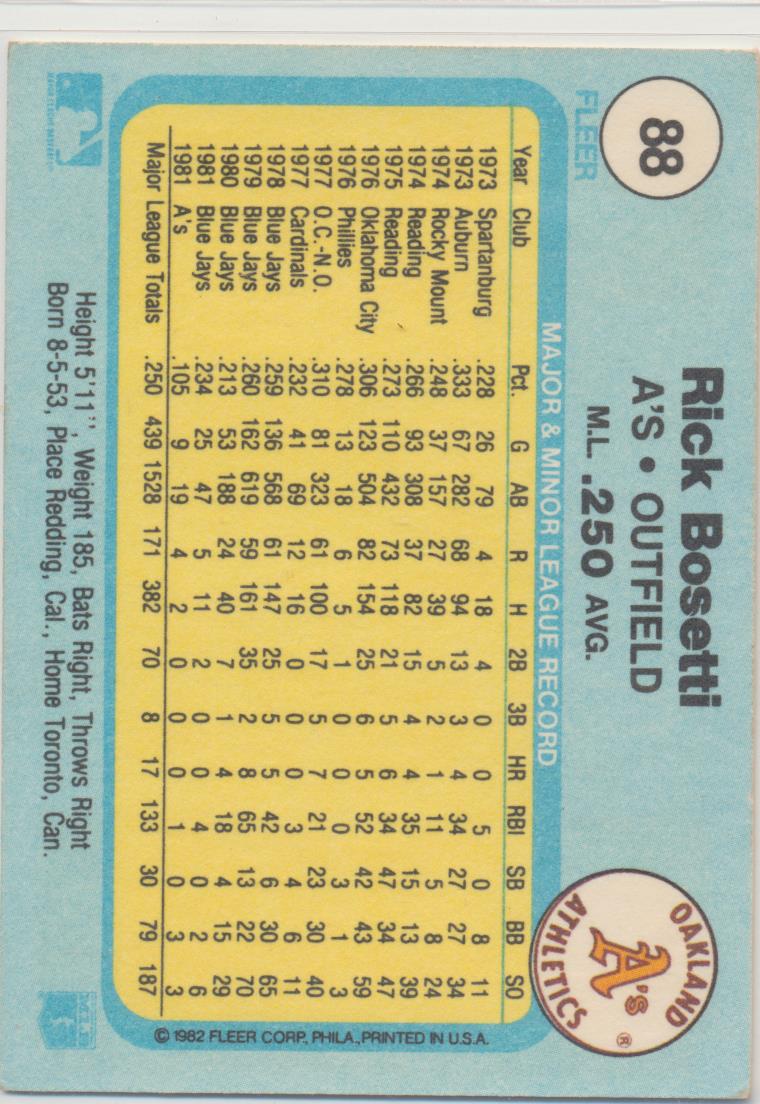 88
FLEER
Rick Bosetti
A'S • OUTFIELD
M.L. .250 AVG.
OAKLAND
A's
ATHLETICS
®
MAJOR & MINOR LEAGUE RECORD
Year Club Pct. G AB R H 2B 3B HR RBI SB BB SO
1973 Spartanburg .228 26 79 4 18 4 0 0 5 0 8 11
1973 Auburn .333 67 282 68 94 13 3 4 34 27 27 34
1974 Rocky Mount .248 37 157 27 39 5 2 1 11 5 8 24
1974 Reading .266 93 308 37 82 15 4 4 35 15 13 39
1975 Reading .273 110 432 73 118 21 5 6 34 47 34 47
1976 Oklahoma City .306 123 504 82 154 25 6 5 52 42 43 59
1976 Phillies .278 13 18 6 5 1 0 0 0 3 1 3
1977 O.C.-N.O. .310 81 323 61 100 17 5 7 21 23 30 40
1977 Cardinals .232 41 69 12 16 0 0 0 3 4 6 11
1978 Blue Jays .259 136 568 61 147 25 5 5 42 6 30 65
1979 Blue Jays .260 162 619 59 161 35 2 8 65 13 22 70
1980 Blue Jays .213 53 188 24 40 7 1 4 18 4 15 29
1981 Blue Jays .234 25 47 5 11 2 0 0 4 0 2 6
1981 A's .105 9 19 4 2 0 0 0 1 0 3 3
Major League Totals .250 439 1528 171 382 70 8 17 133 30 79 187
© 1982 FLEER CORP., PHILA., PRINTED IN U.S.A.
Height 5'11'', Weight 185, Bats Right, Throws Right
Born 8-5-53, Place Redding, Cal., Home Toronto, Can.